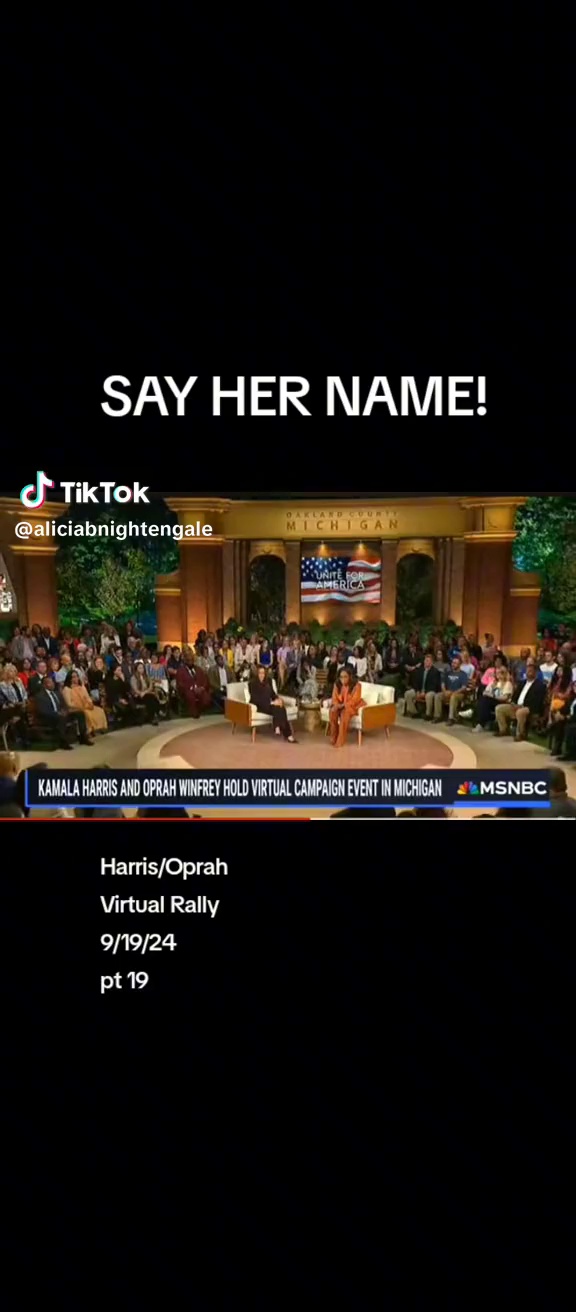 SAY HER NAME!
TikTok
@aliciabnightengale
OAKLAND COUNTY
MICHIGAN
UNITE FOR
AMERICA
KAMALA HARRIS AND OPRAH WINFREY HOLD VIRTUAL CAMPAIGN EVENT IN MICHIGAN
MSNBC
Harris/Oprah
Virtual Rally
9/19/24
pt 19